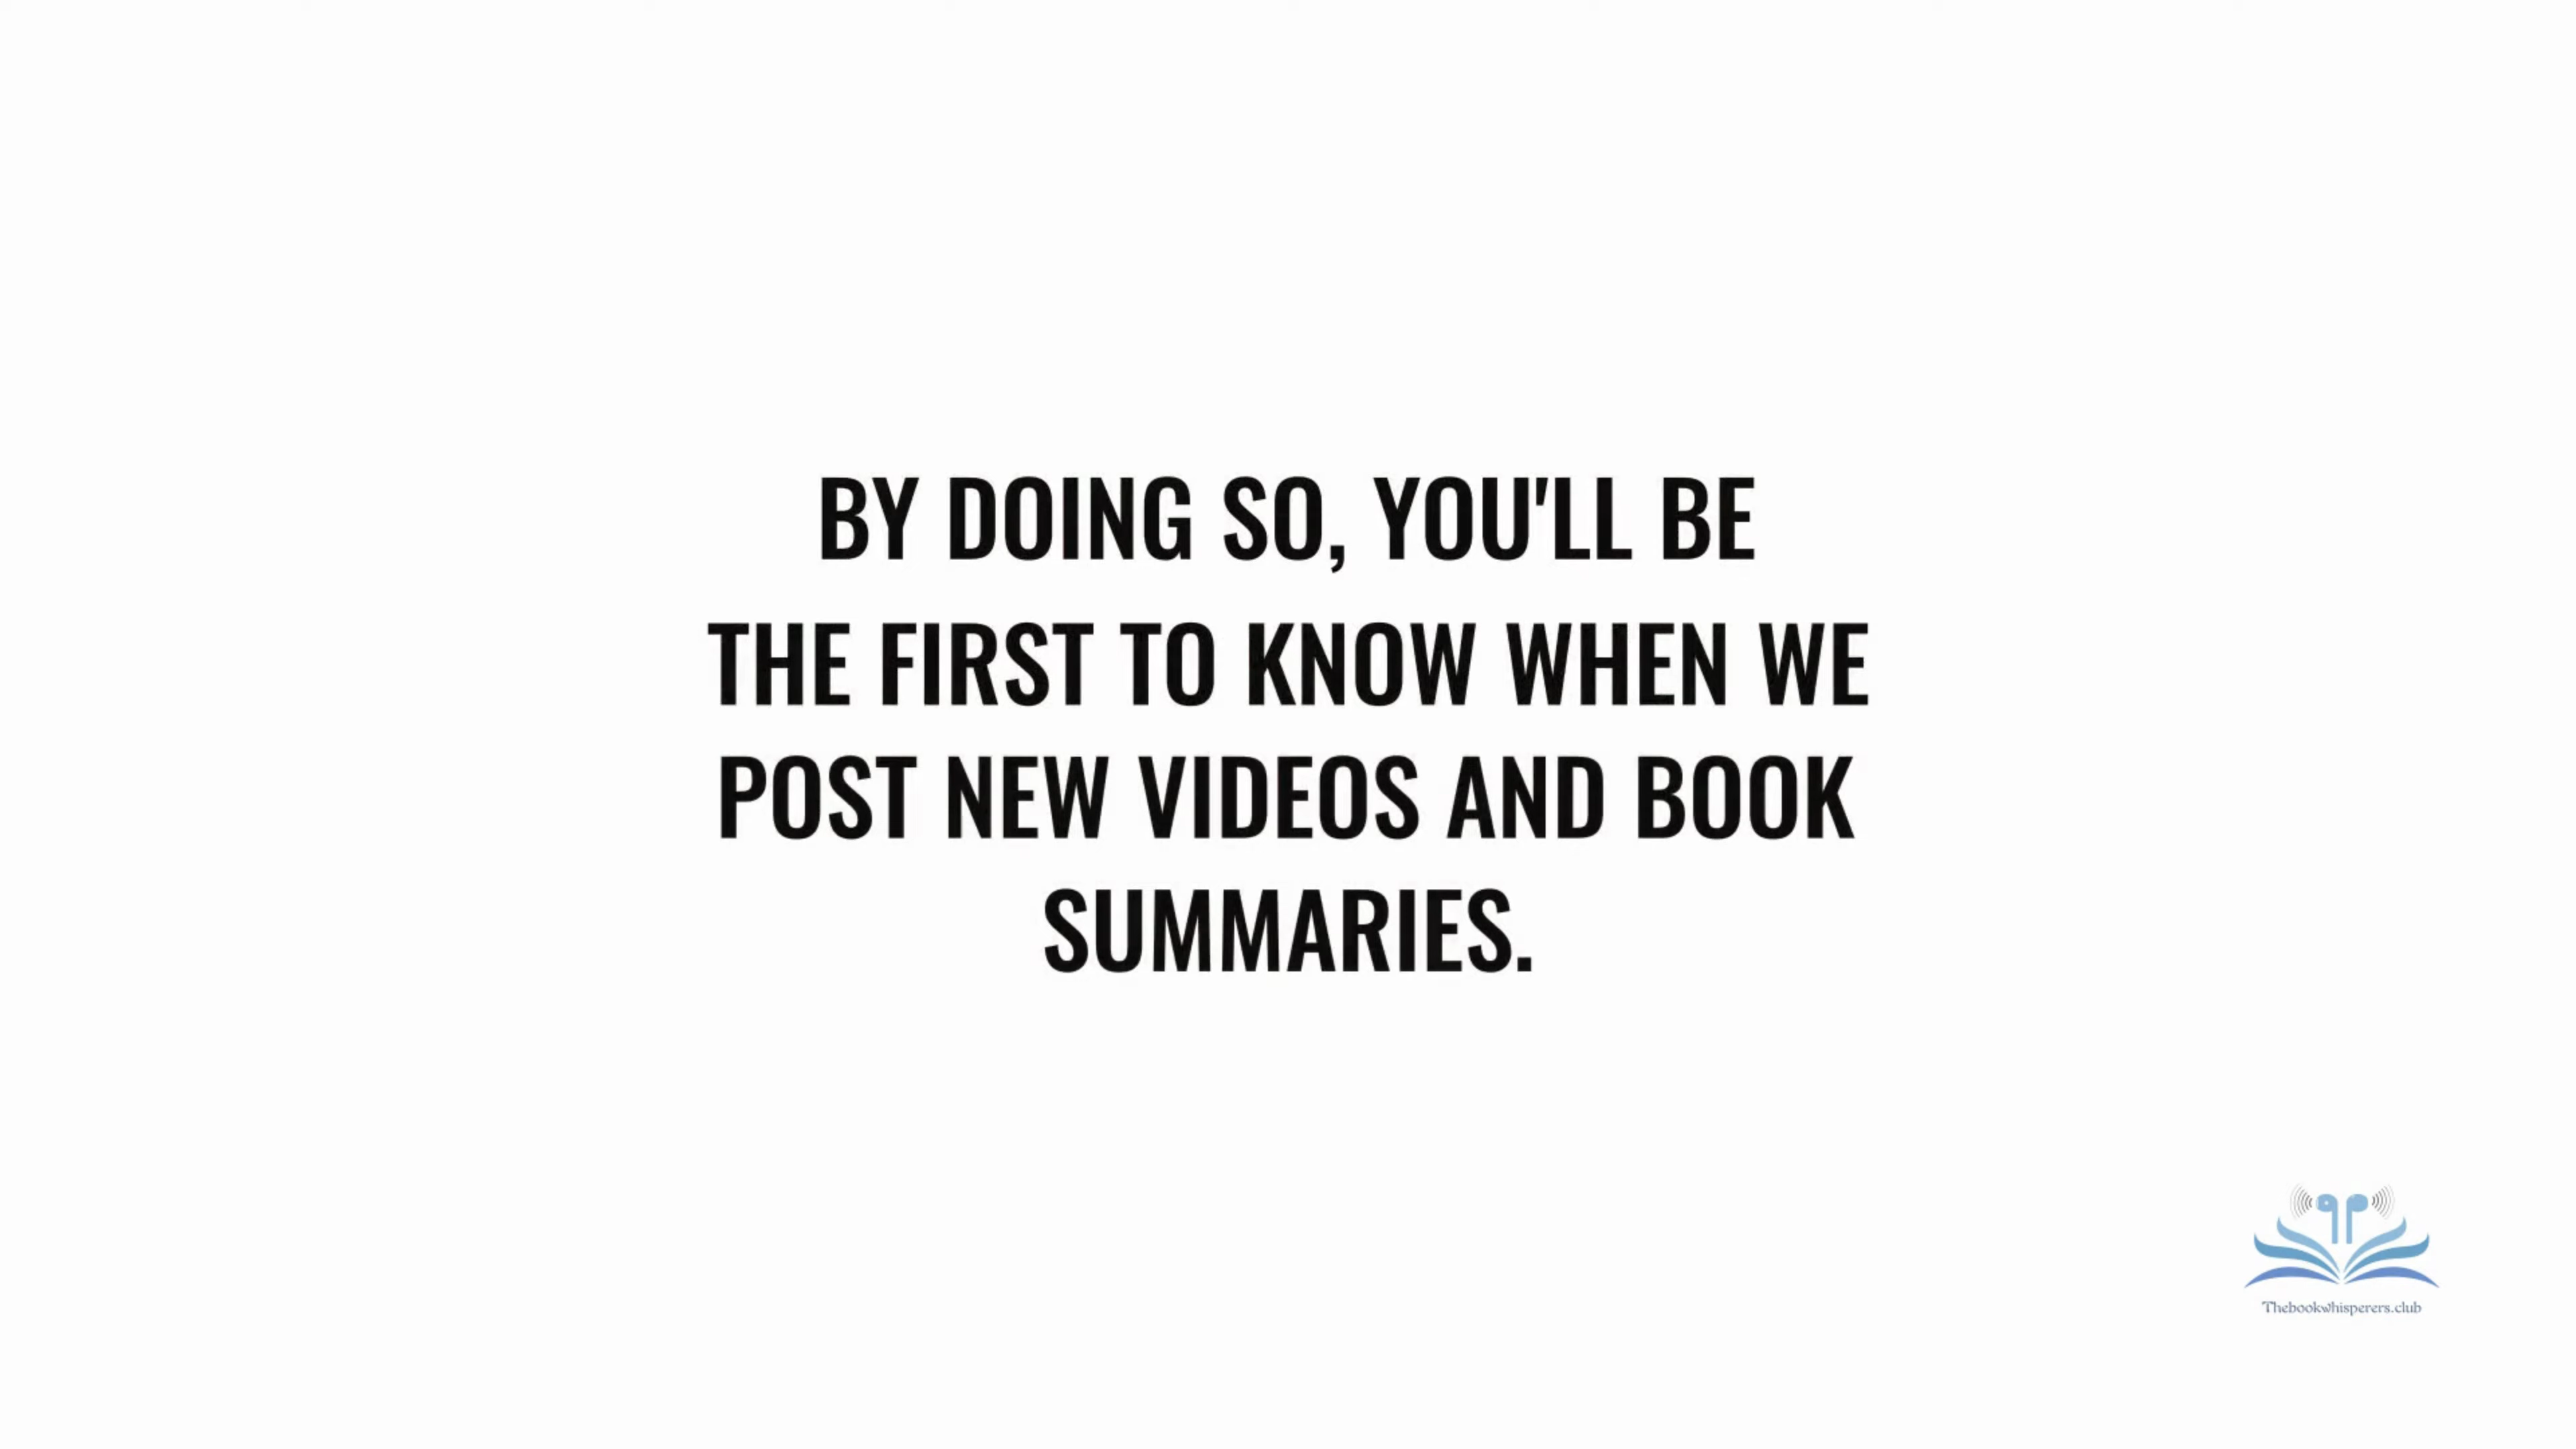 BY DOING SO, YOU'LL BE
THE FIRST TO KNOW WHEN WE
POST NEW VIDEOS AND BOOK
SUMMARIES.
Thebookwhisperers.club